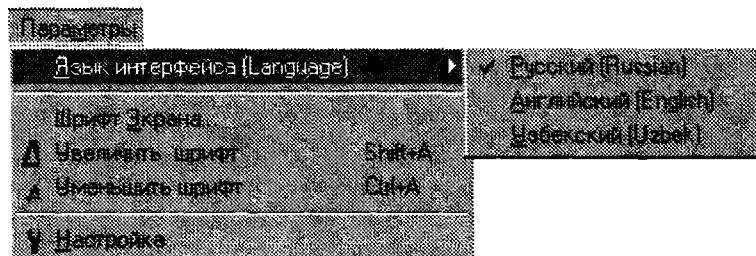 Параметры
Язык интерфейса (Language)
Русский (Russian)
Английский (English)
Узбекский (Uzbek)
Шрифт Экрана...
Увеличить шрифт Shift+A
Уменьшить шрифт Ctrl+A
Настройка